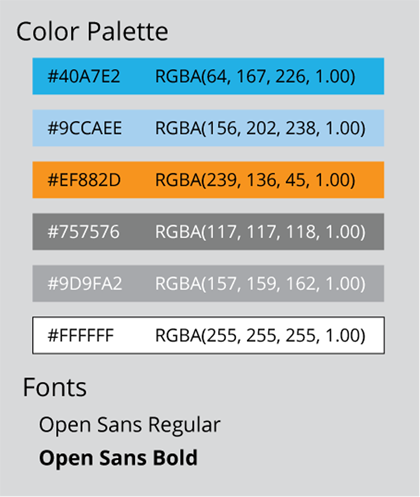 Color Palette
#40A7E2 RGBA(64, 167, 226, 1.00)
#9CCAEE RGBA(156, 202, 238, 1.00)
#EF882D RGBA(239, 136, 45, 1.00)
#757576 RGBA(117, 117, 118, 1.00)
#9D9FA2 RGBA(157, 159, 162, 1.00)
#FFFFFF RGBA(255, 255, 255, 1.00)
Fonts
Open Sans Regular
Open Sans Bold